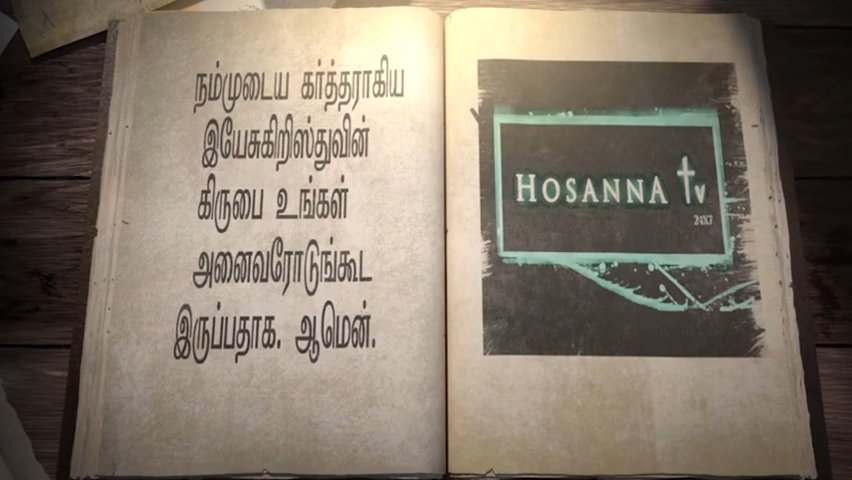 நம்முடைய கர்த்தராகிய
இயேசுகிறிஸ்துவின்
கிருபை உங்கள்
அனைவரோடுங்கூட
இருப்பதாக. ஆமென்.
HOSANNA tv
24X7